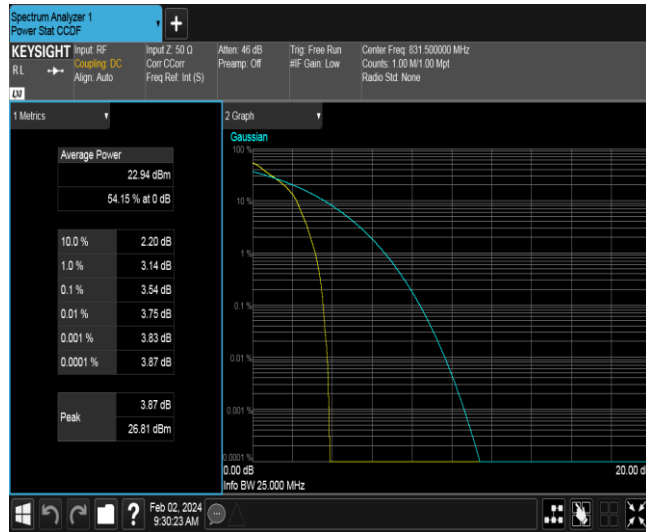 Spectrum Analyzer 1
Power Stat CCDF
+
KEYSIGHT
RL
LXI
Input: RF
Coupling: DC
Align: Auto
Input Z: 50 Ω
Corr CCorr
Freq Ref: Int (S)
Atten: 46 dB
Preamp: Off
Trig: Free Run
#IF Gain: Low
Center Freq: 831.500000 MHz
Counts: 1.00 M/1.00 Mpt
Radio Std: None
1 Metrics
Average Power
22.94 dBm
54.15 % at 0 dB
10.0 % 2.20 dB
1.0 % 3.14 dB
0.1 % 3.54 dB
0.01 % 3.75 dB
0.001 % 3.83 dB
0.0001 % 3.87 dB
Peak
3.87 dB
26.81 dBm
2 Graph
Gaussian
100 %
10 %
1 %
0.1 %
0.01 %
0.001 %
0.0001 %
0.00 dB
20.00 d
Info BW 25.000 MHz
?
Feb 02, 2024
9:30:23 AM